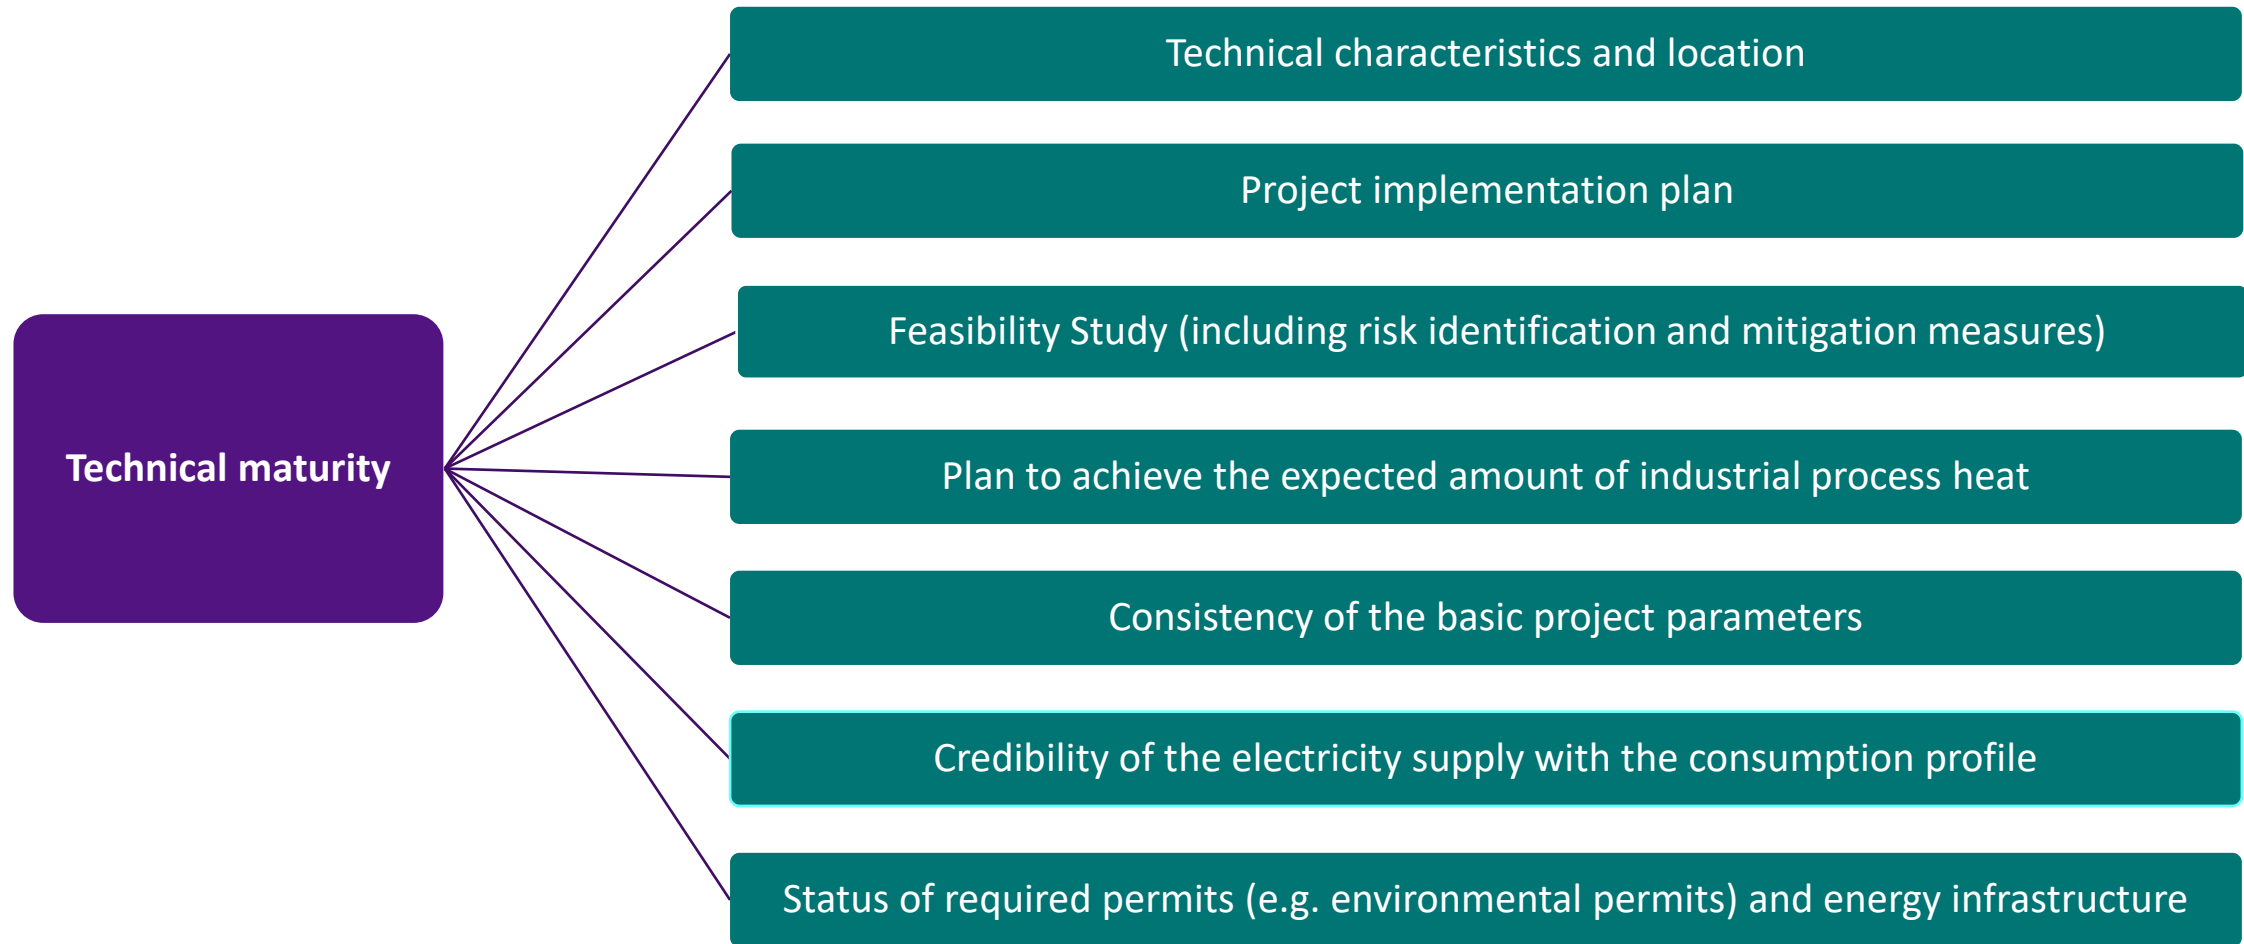 Technical maturity
Technical characteristics and location
Project implementation plan
Feasibility Study (including risk identification and mitigation measures)
Plan to achieve the expected amount of industrial process heat
Consistency of the basic project parameters
Credibility of the electricity supply with the consumption profile
Status of required permits (e.g. environmental permits) and energy infrastructure